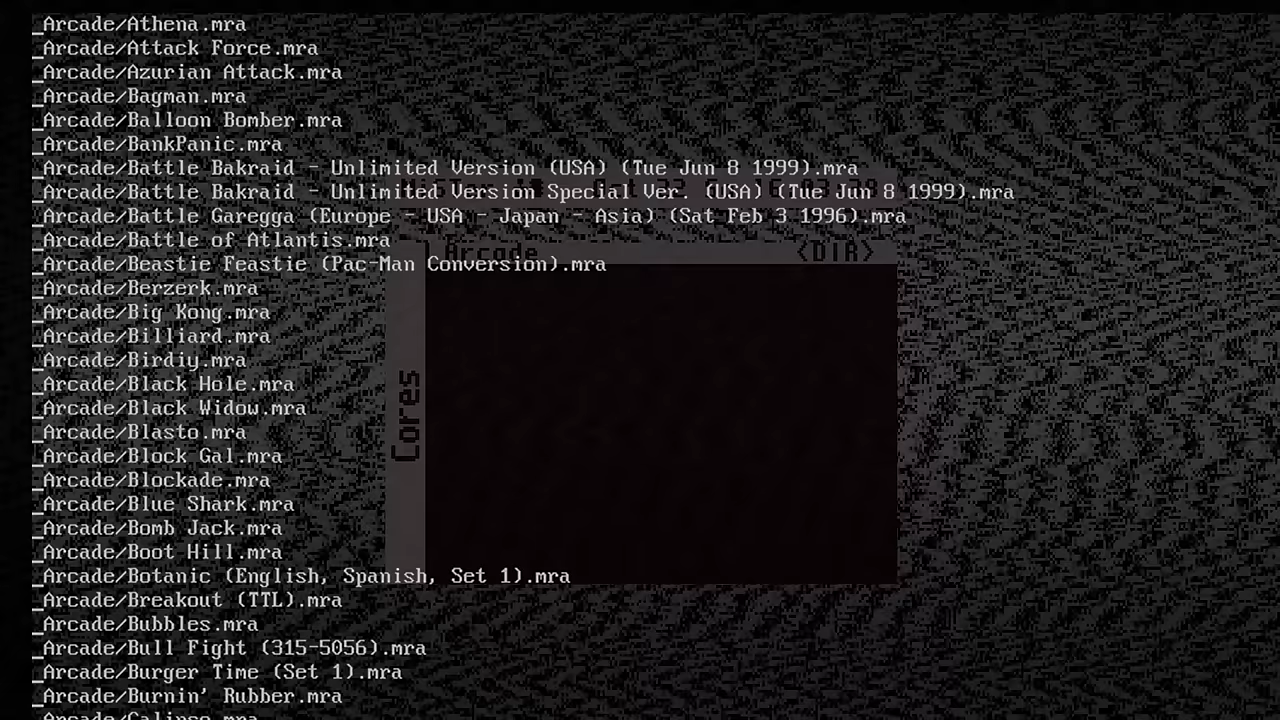 _Arcade/Athena.mra
_Arcade/Attack Force.mra
_Arcade/Azurian Attack.mra
_Arcade/Bagman.mra
_Arcade/Balloon Bomber.mra
_Arcade/BankPanic.mra
_Arcade/Battle Bakraid - Unlimited Version (USA) (Tue Jun 8 1999).mra
_Arcade/Battle Bakraid - Unlimited Version Special Ver. (USA) (Tue Jun 8 1999).mra
_Arcade/Battle Garegga (Europe - USA - Japan - Asia) (Sat Feb 3 1996).mra
_Arcade/Battle of Atlantis.mra
Arcade <DIR>
_Arcade/Beastie Feastie (Pac-Man Conversion).mra
_Arcade/Berzerk.mra
_Arcade/Big Kong.mra
_Arcade/Billiard.mra
_Arcade/Birdiy.mra
_Arcade/Black Hole.mra
_Arcade/Black Widow.mra
Cores
_Arcade/Blasto.mra
_Arcade/Block Gal.mra
_Arcade/Blockade.mra
_Arcade/Blue Shark.mra
_Arcade/Bomb Jack.mra
_Arcade/Boot Hill.mra
_Arcade/Botanic (English, Spanish, Set 1).mra
_Arcade/Breakout (TTL).mra
_Arcade/Bubbles.mra
_Arcade/Bull Fight (315-5056).mra
_Arcade/Burger Time (Set 1).mra
_Arcade/Burnin' Rubber.mra